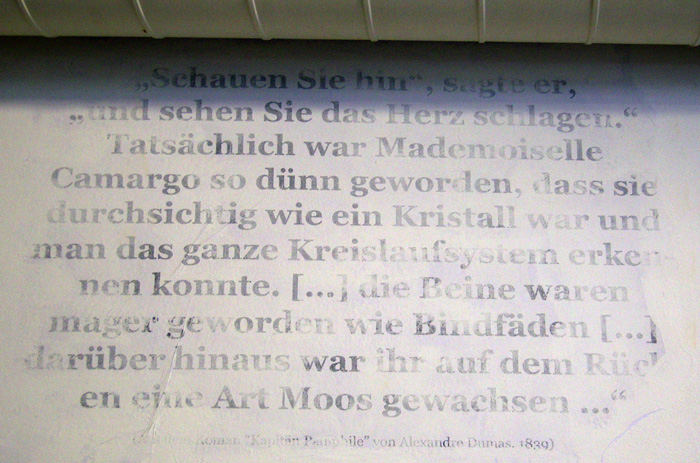 „Schauen Sie hin“, sagte er,
„und sehen Sie das Herz schlagen.“
Tatsächlich war Mademoiselle
Camargo so dünn geworden, dass sie
durchsichtig wie ein Kristall war und
man das ganze Kreislaufsystem erken-
nen konnte. [...] die Beine waren
mager geworden wie Bindfäden [...]
darüber hinaus war ihr auf dem Rück
en eine Art Moos gewachsen ...“
Roman "Kapitän Pamphile" von Alexandre Dumas. 1839)